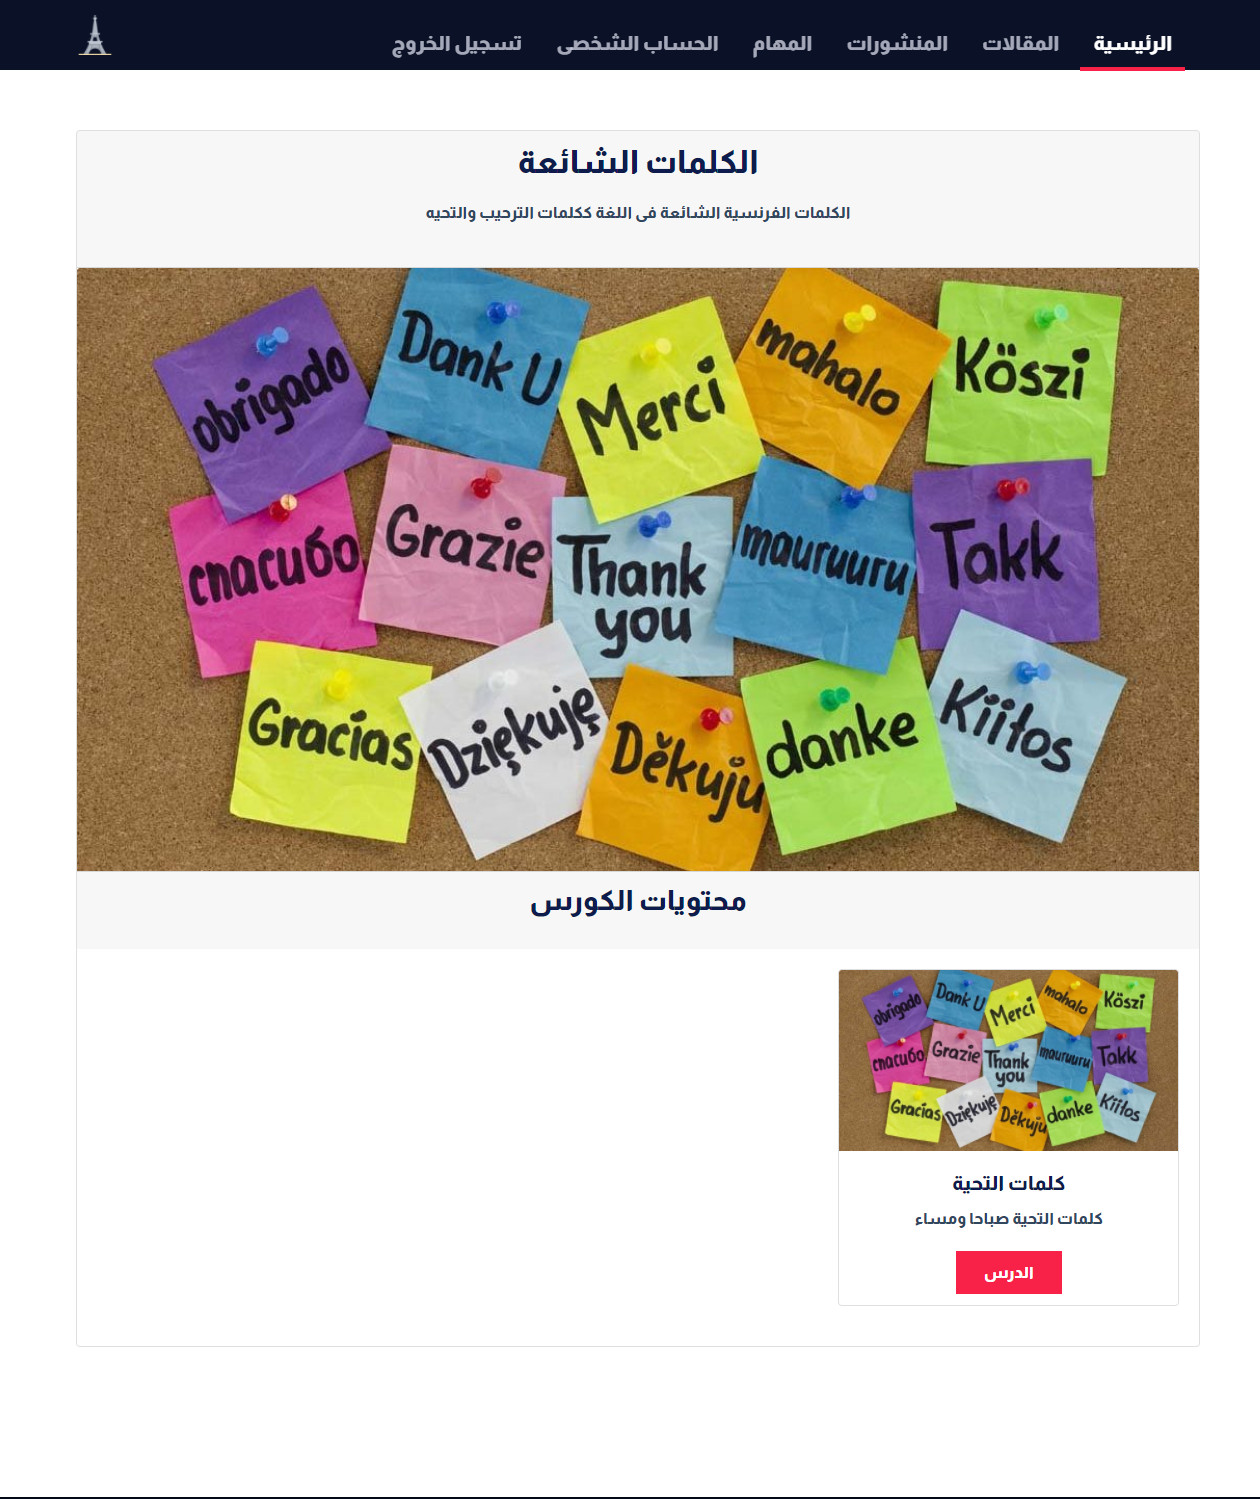 الرئيسية المقالات المنشورات المهام الحساب الشخصى تسجيل الخروج
الكلمات الشائعة
الكلمات الفرنسية الشائعة فى اللغة ككلمات الترحيب والتحيه
obrigado Dank U Merci mahalo Köszi
спасибо Grazie Thank you mauruuru Takk
Gracias Dziękuję Děkuju danke Kiitos
محتويات الكورس
obrigado Dank U Merci mahalo Köszi
спасибо Grazie Thank you mauruuru Takk
Gracias Dziękuję Děkuju danke Kiitos
كلمات التحية
كلمات التحية صباحا ومساء
الدرس